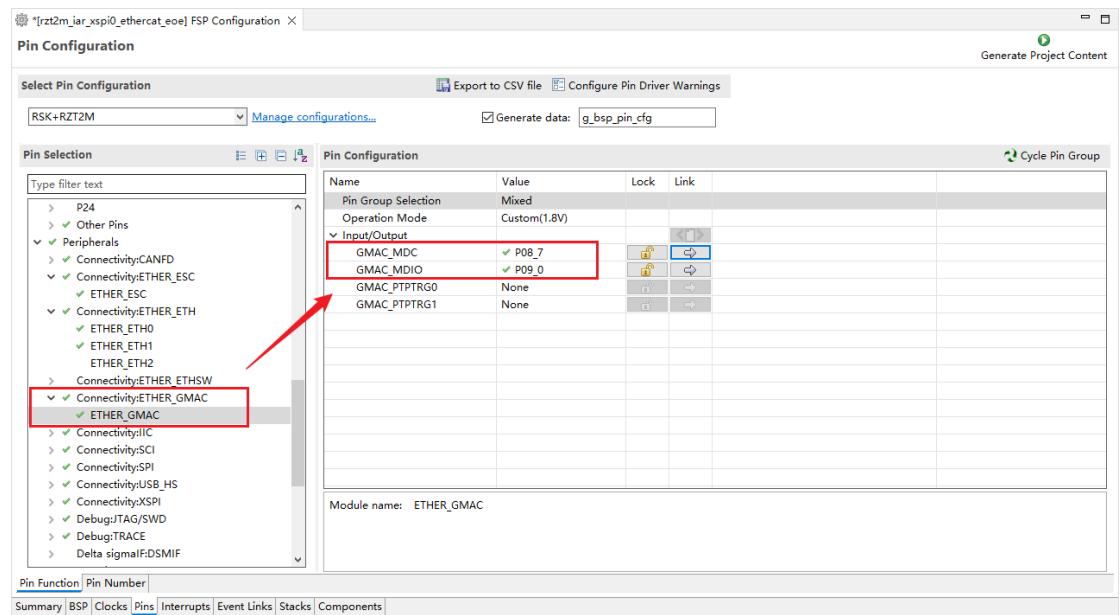 *[rzt2m_iar_xspi0_ethercat_eoe] FSP Configuration
Pin Configuration
Generate Project Content
Select Pin Configuration
Export to CSV file
Configure Pin Driver Warnings
RSK+RZT2M
Manage configurations...
Generate data:
g_bsp_pin_cfg
Pin Selection
Type filter text
P24
Other Pins
Peripherals
Connectivity:CANFD
Connectivity:ETHER_ESC
ETHER_ESC
Connectivity:ETHER_ETH
ETHER_ETH0
ETHER_ETH1
ETHER_ETH2
Connectivity:ETHER_ETHSW
Connectivity:ETHER_GMAC
ETHER_GMAC
Connectivity:IIC
Connectivity:SCI
Connectivity:SPI
Connectivity:USB_HS
Connectivity:XSPI
Debug:JTAG/SWD
Debug:TRACE
Delta sigmaIF:DSMIF
Pin Configuration
Cycle Pin Group
Name Value Lock Link
Pin Group Selection Mixed
Operation Mode Custom(1.8V)
Input/Output
GMAC_MDC P08_7
GMAC_MDIO P09_0
GMAC_PTPTRG0 None
GMAC_PTPTRG1 None
Module name: ETHER_GMAC
Pin Function Pin Number
Summary BSP Clocks Pins Interrupts Event Links Stacks Components